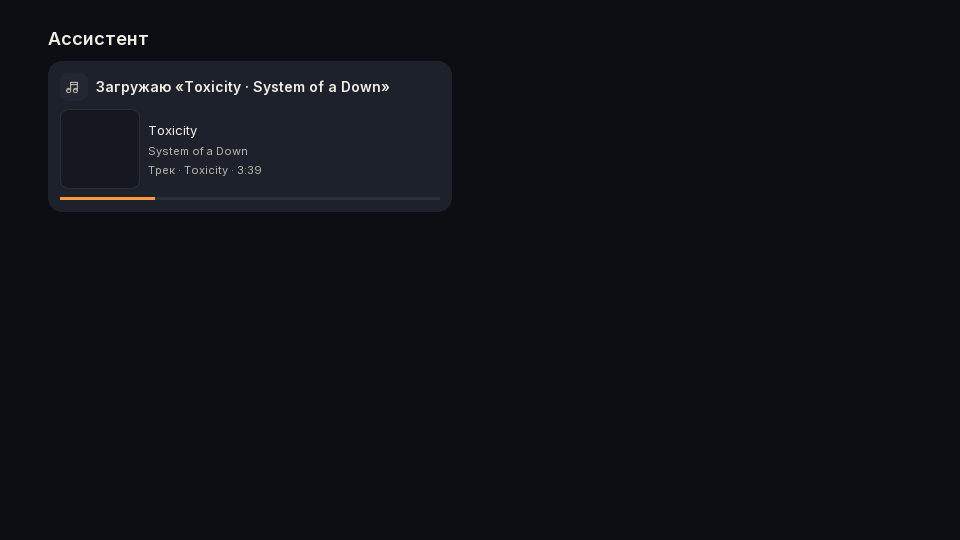 Ассистент
Загружаю «Toxicity · System of a Down»
Toxicity
System of a Down
Трек · Toxicity · 3:39